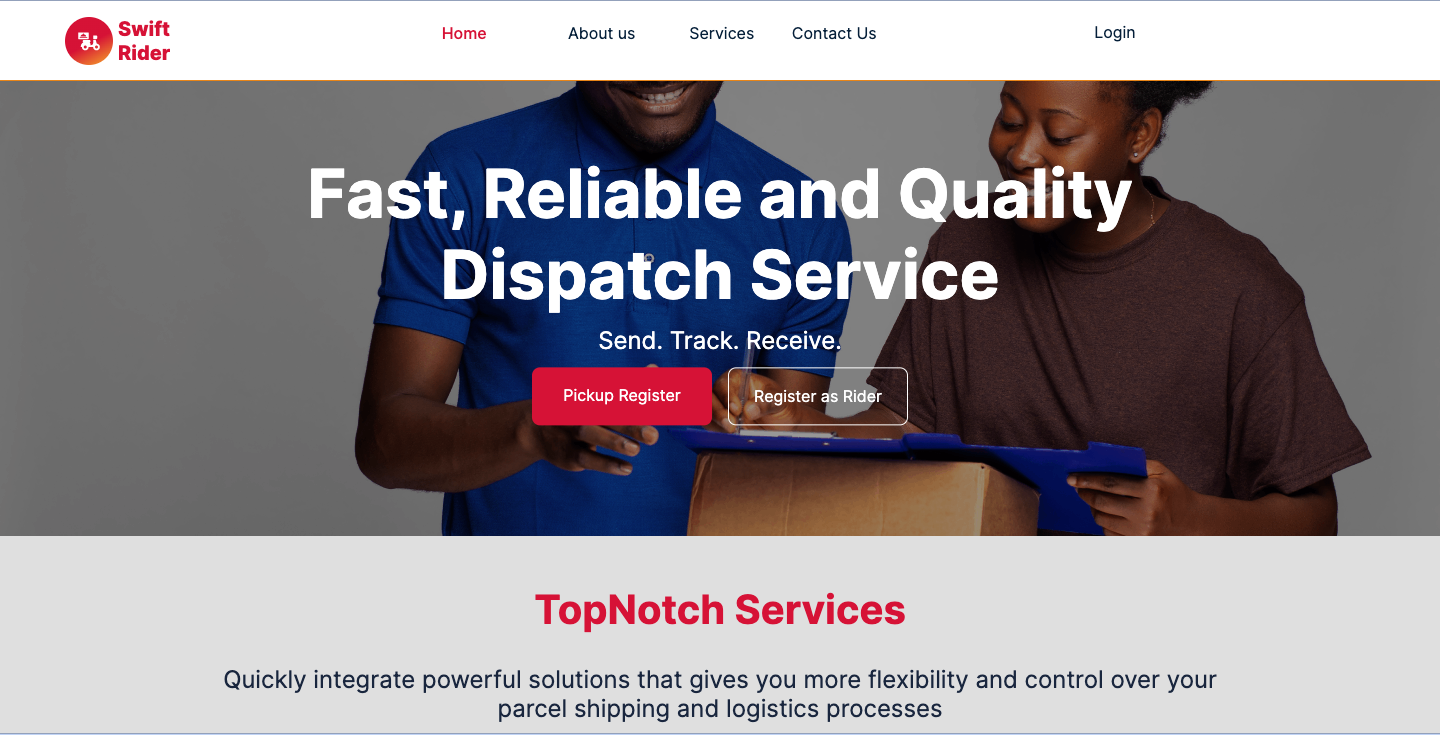 Swift
Rider
Home
About us
Services
Contact Us
Login
Fast, Reliable and Quality
Dispatch Service
Send. Track. Receive.
Pickup Register
Register as Rider
TopNotch Services
Quickly integrate powerful solutions that gives you more flexibility and control over your
parcel shipping and logistics processes